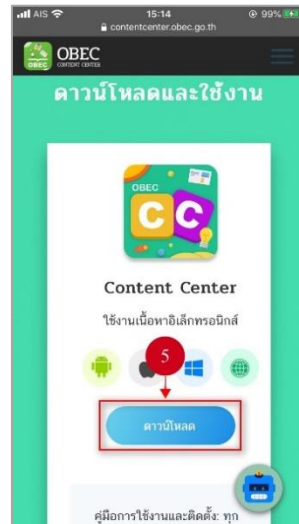 AIS 15:14 99%
contentcenter.obec.go.th
OBEC
OBEC
CONTENT CENTER
ดาวน์โหลดและใช้งาน
OBEC
CC
Content Center
ใช้งานเนื้อหาอิเล็กทรอนิกส์
5
ดาวน์โหลด
คู่มือการใช้งานและติดตั้ง: ทุก